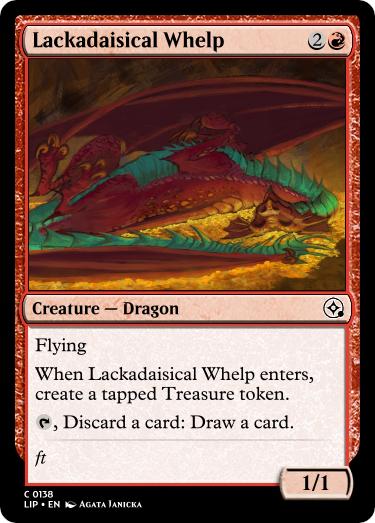 Lackadaisical Whelp 2
Creature — Dragon
Flying
When Lackadaisical Whelp enters,
create a tapped Treasure token.
, Discard a card: Draw a card.
ft
1/1
C 0138
LIP • EN Agata Janicka